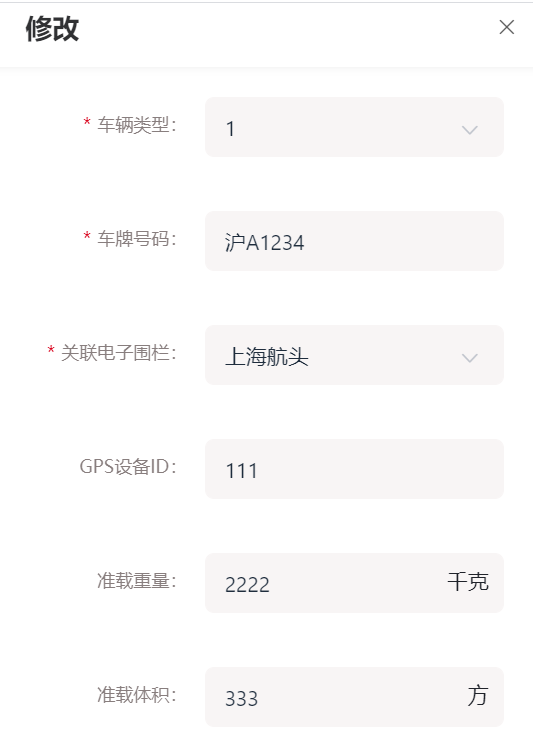 修改
* 车辆类型: 1
* 车牌号码: 沪A1234
* 关联电子围栏: 上海航头
GPS设备ID: 111
准载重量: 2222 千克
准载体积: 333 方